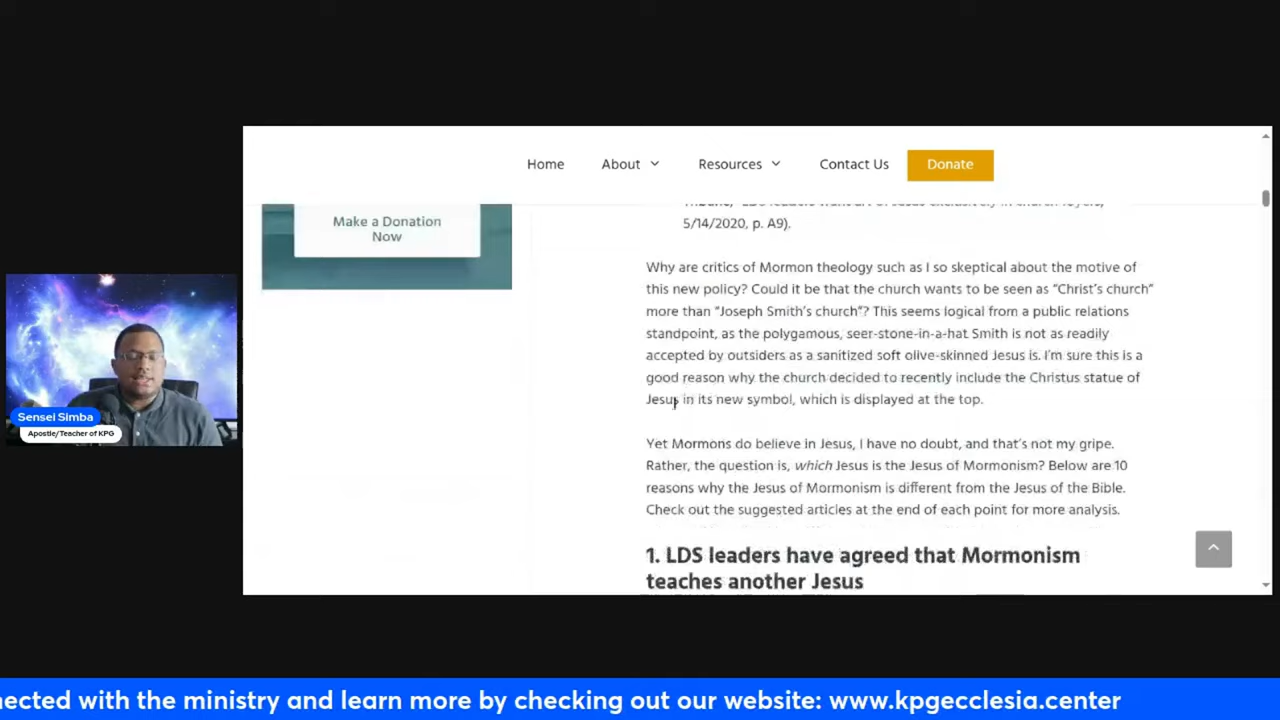 Home About Resources Contact Us Donate
Make a Donation
Now
5/14/2020, p. A9).
Why are critics of Mormon theology such as I so skeptical about the motive of
this new policy? Could it be that the church wants to be seen as “Christ’s church”
more than “Joseph Smith’s church”? This seems logical from a public relations
standpoint, as the polygamous, seer-stone-in-a-hat Smith is not as readily
accepted by outsiders as a sanitized soft olive-skinned Jesus is. I’m sure this is a
good reason why the church decided to recently include the Christus statue of
Jesus in its new symbol, which is displayed at the top.
Yet Mormons do believe in Jesus, I have no doubt, and that’s not my gripe.
Rather, the question is, which Jesus is the Jesus of Mormonism? Below are 10
reasons why the Jesus of Mormonism is different from the Jesus of the Bible.
Check out the suggested articles at the end of each point for more analysis.
1. LDS leaders have agreed that Mormonism
teaches another Jesus
Sensei Simba
Apostle/Teacher of KPG
nected with the ministry and learn more by checking out our website: www.kpgecclesia.center